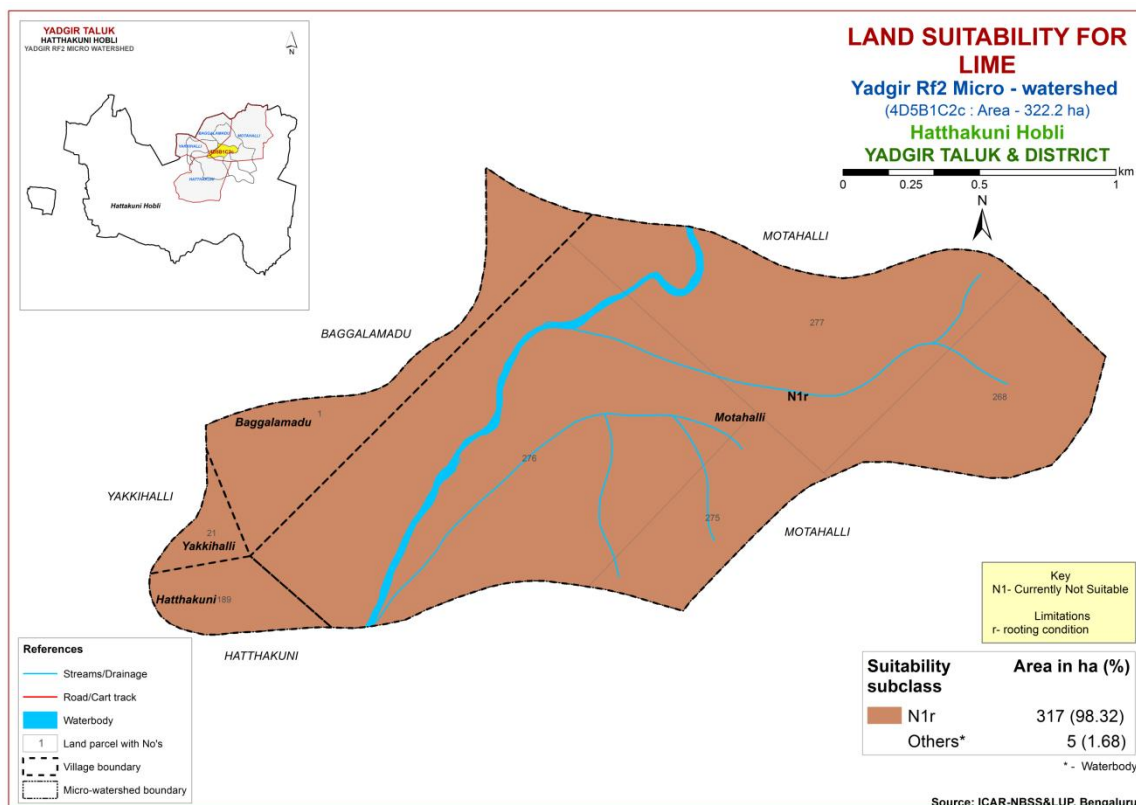 YADGIR TALUK
HATTHAKUNI HOBLI
YADGIR RF2 MICRO WATERSHED
N
BAGGALAMADU
MOTAHALLI
HATTHAKUNI
Hattakuni Hobli
LAND SUITABILITY FOR
LIME
Yadgir Rf2 Micro - watershed
(4D5B1C2c : Area - 322.2 ha)
Hatthakuni Hobli
YADGIR TALUK & DISTRICT
km
0 0.25 0.5 1
N
MOTAHALLI
BAGGALAMADU
277
N1r
268
1
Baggalamadu
Motahalli
276
YAKKIHALLI
275
21
Yakkihalli
MOTAHALLI
Hatthakuni 189
HATTHAKUNI
Key
N1- Currently Not Suitable
Limitations
r- rooting condition
References
Streams/Drainage
Road/Cart track
Waterbody
1 Land parcel with No's
Village boundary
Micro-watershed boundary
Suitability subclass Area in ha (%)
N1r 317 (98.32)
Others* 5 (1.68)
* - Waterbody
Source: ICAR-NBSS&LUP, Bengaluru